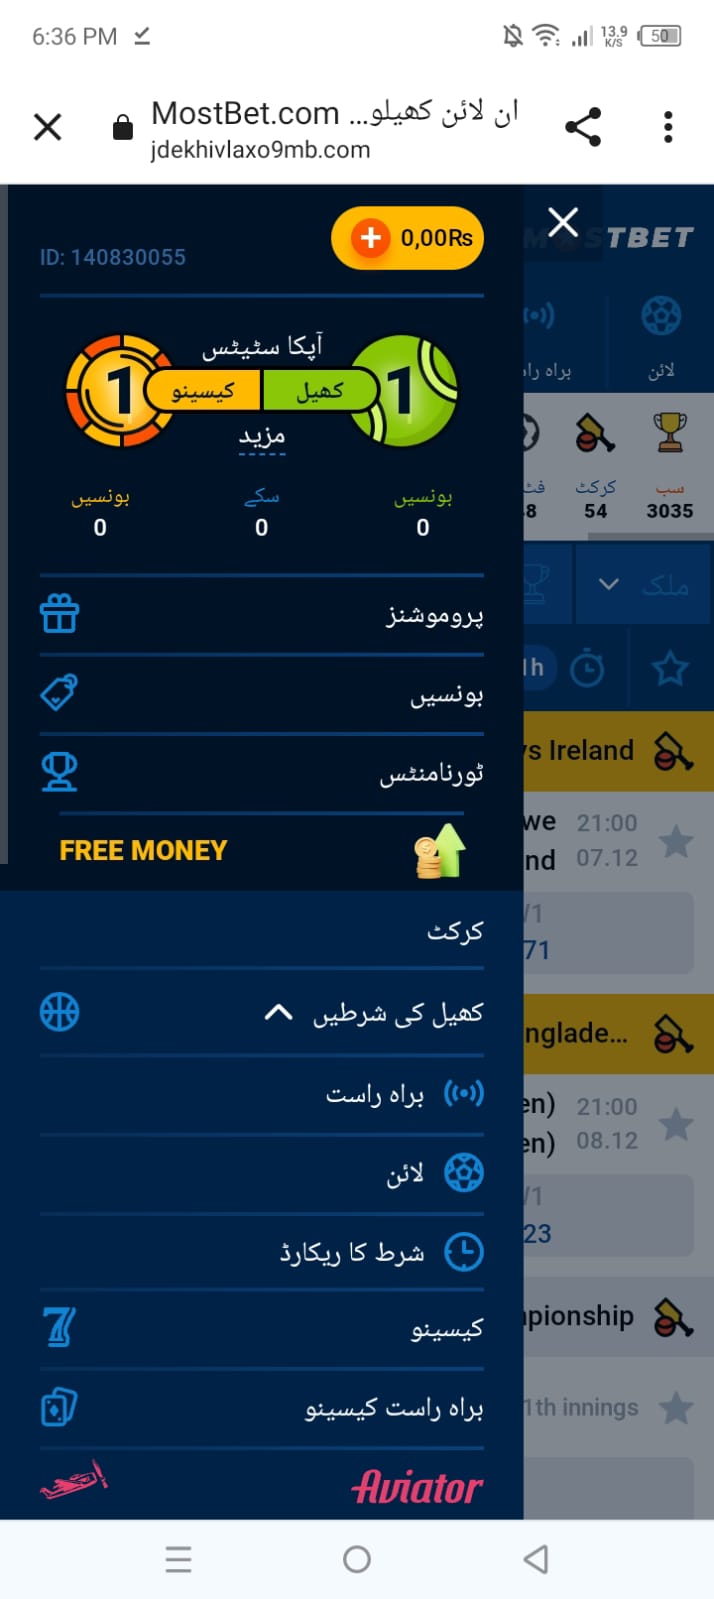 6:36 PM
13.9 K/S
50
MostBet.com ...ان لائن کھیلو
jdekhivlaxo9mb.com
ID: 140830055
0,00Rs
MOSTBET
آپکا سٹیٹس
1 کیسینو کھیل 1
مزید
بونسیں سکے بونسیں
0 0 0
براہ را
لائن
فٹ کرکٹ سب
8 54 3035
ملک
پروموشنز
1h
بونسیں
ٹورنامنٹس
vs Ireland
FREE MONEY
we 21:00
nd 07.12
/1
71
کرکٹ
کھیل کی شرطیں
nglade...
براہ راست
en) 21:00
en) 08.12
لائن
/1
23
شرط کا ریکارڈ
pionship
کیسینو
براہ راست کیسینو
1th innings
Aviator